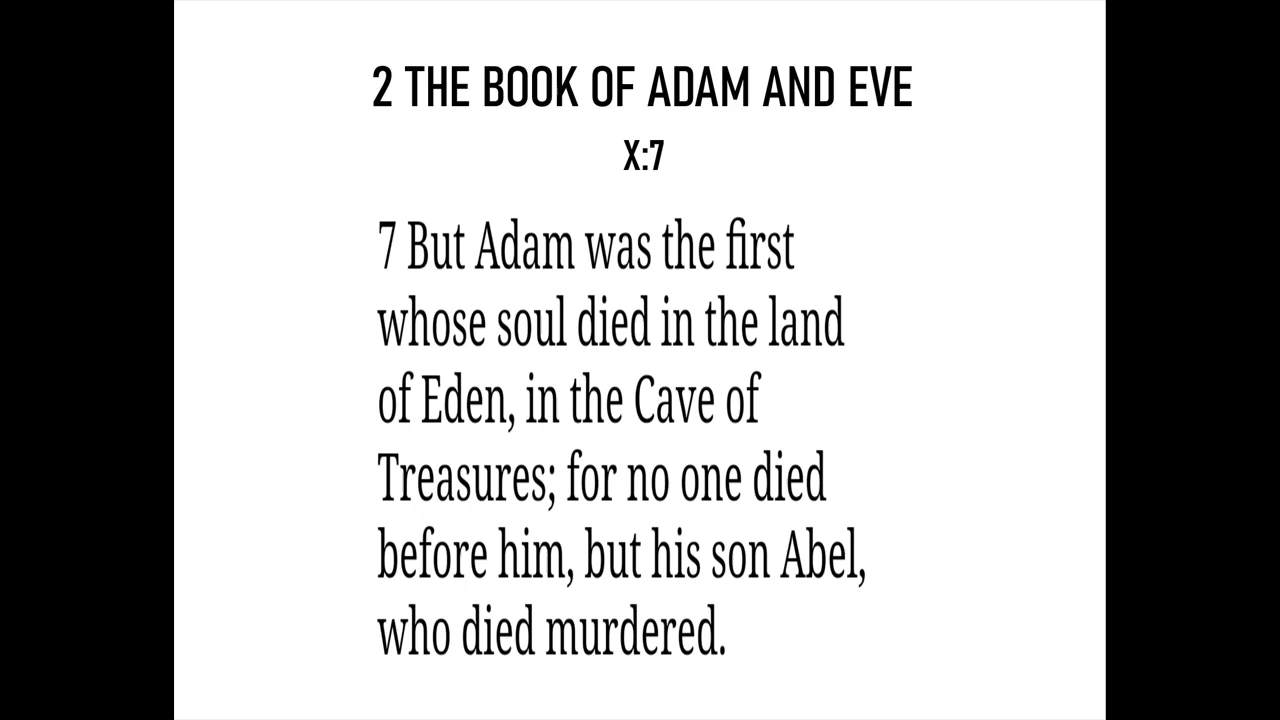 2 THE BOOK OF ADAM AND EVE
X:7
7 But Adam was the first
whose soul died in the land
of Eden, in the Cave of
Treasures; for no one died
before him, but his son Abel,
who died murdered.